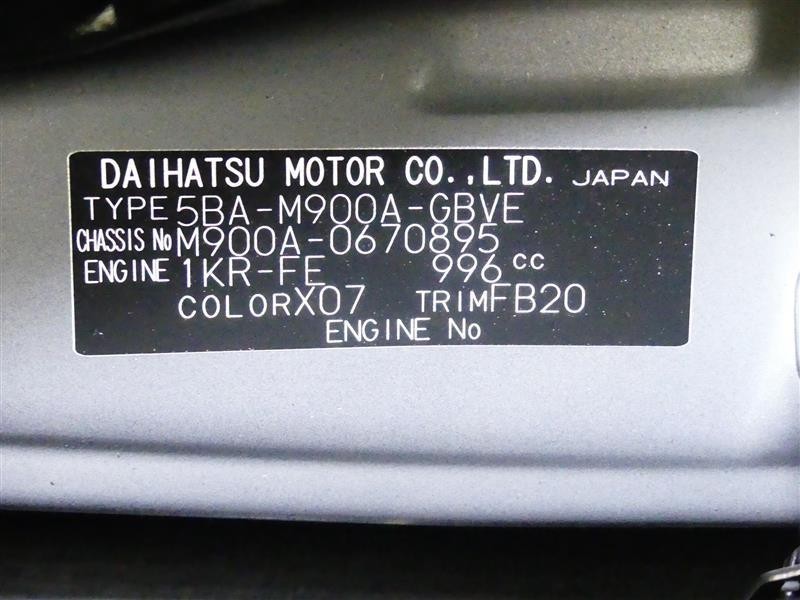 DAIHATSU MOTOR CO.,LTD. JAPAN
TYPE 5BA-M900A-GBVE
CHASSIS No M900A-0670895
ENGINE 1KR-FE 996 cc
COLOR X07 TRIM FB20
ENGINE No